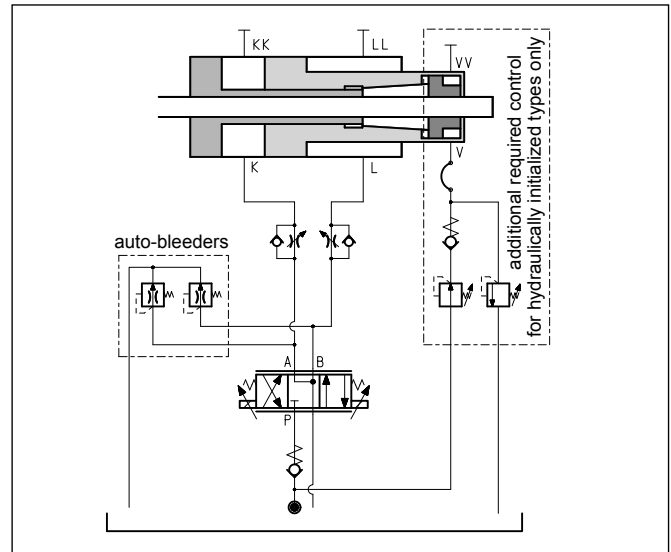 KK
LL
VV
K
L
V
additional required control
for hydraulically initialized types only
auto-bleeders
A B
P